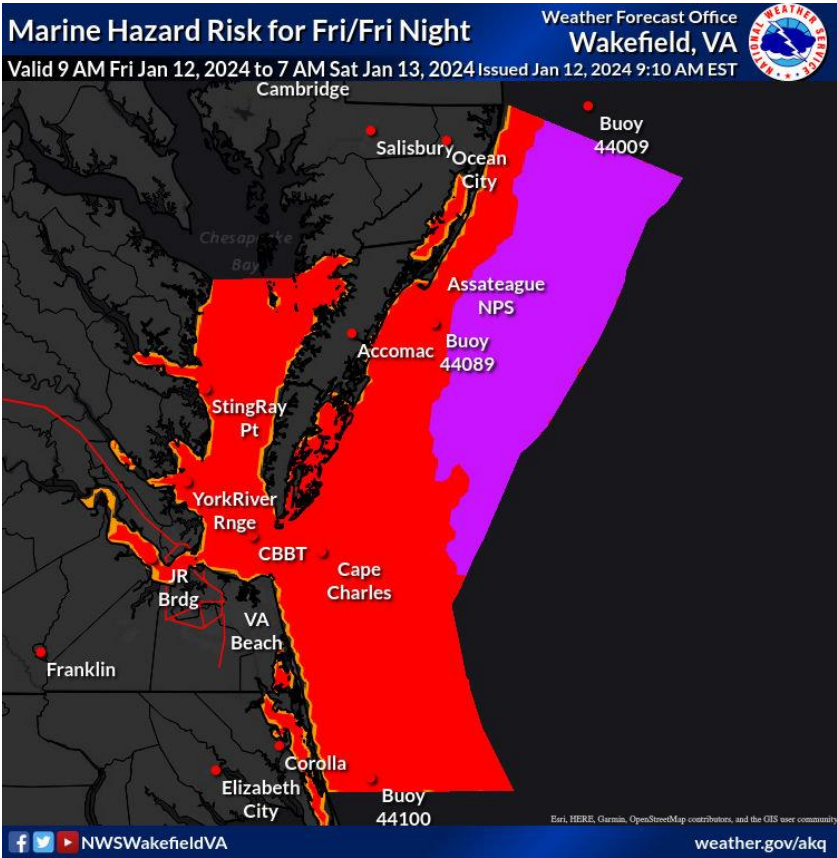 Marine Hazard Risk for Fri/Fri Night
Weather Forecast Office
Wakefield, VA
Valid 9 AM Fri Jan 12, 2024 to 7 AM Sat Jan 13, 2024
Issued Jan 12, 2024 9:10 AM EST
NATIONAL WEATHER SERVICE
Cambridge
Buoy
44009
Salisbury
Ocean
City
Chesapeake
Bay
Assateague
NPS
Accomac
Buoy
44089
StingRay
Pt
YorkRiver
Rnge
CBBT
Cape
Charles
JR
Brdg
VA
Beach
Franklin
Corolla
Elizabeth
City
Buoy
44100
Esri, HERE, Garmin, OpenStreetMap contributors, and the GIS user community
NWSWakefieldVA
weather.gov/akq